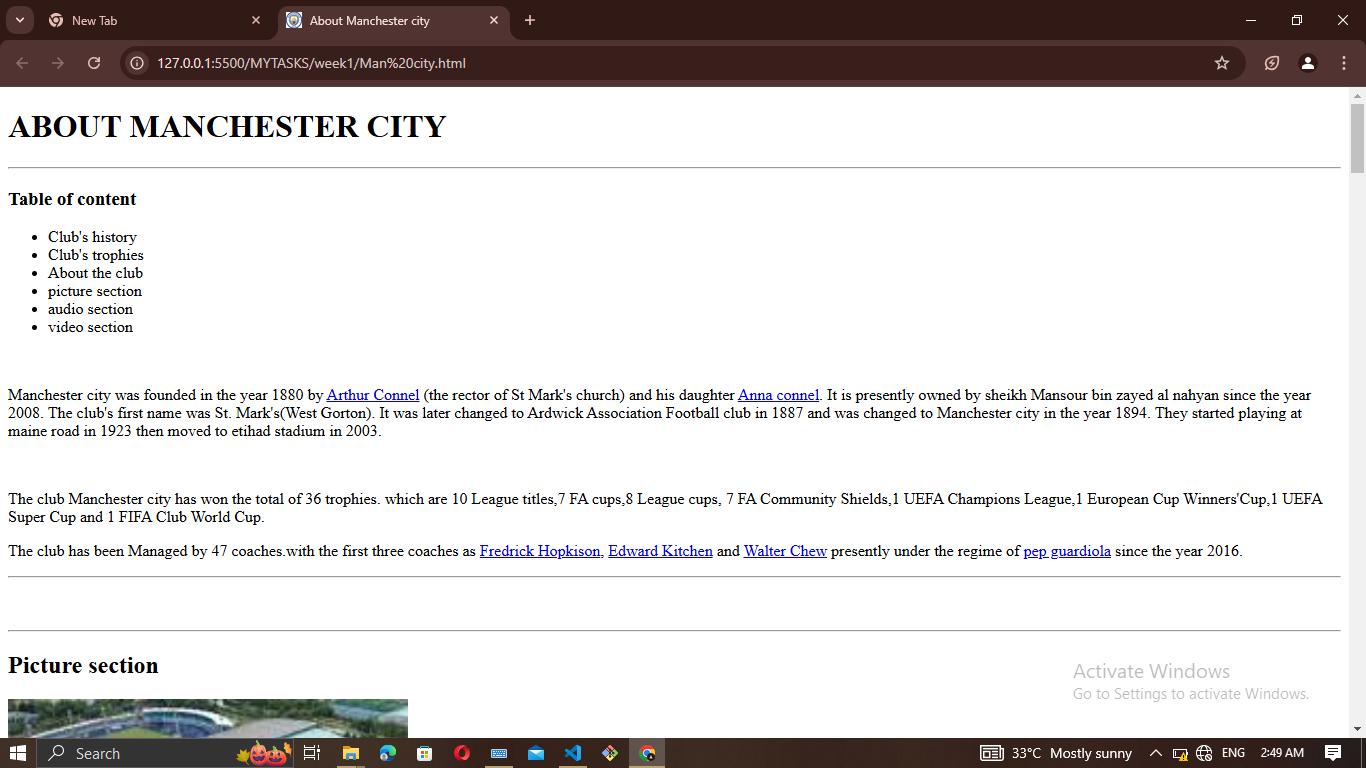 New Tab
About Manchester city
127.0.0.1:5500/MYTASKS/week1/Man%20city.html
ABOUT MANCHESTER CITY
Table of content
Club's history
Club's trophies
About the club
picture section
audio section
video section
Manchester city was founded in the year 1880 by Arthur Connel (the rector of St Mark's church) and his daughter Anna connel. It is presently owned by sheikh Mansour bin zayed al nahyan since the year
2008. The club's first name was St. Mark's(West Gorton). It was later changed to Ardwick Association Football club in 1887 and was changed to Manchester city in the year 1894. They started playing at
maine road in 1923 then moved to etihad stadium in 2003.
The club Manchester city has won the total of 36 trophies. which are 10 League titles,7 FA cups,8 League cups, 7 FA Community Shields,1 UEFA Champions League,1 European Cup Winners'Cup,1 UEFA
Super Cup and 1 FIFA Club World Cup.
The club has been Managed by 47 coaches.with the first three coaches as Fredrick Hopkison, Edward Kitchen and Walter Chew presently under the regime of pep guardiola since the year 2016.
Picture section
Activate Windows
Go to Settings to activate Windows.
Search
33°C Mostly sunny
ENG
2:49 AM